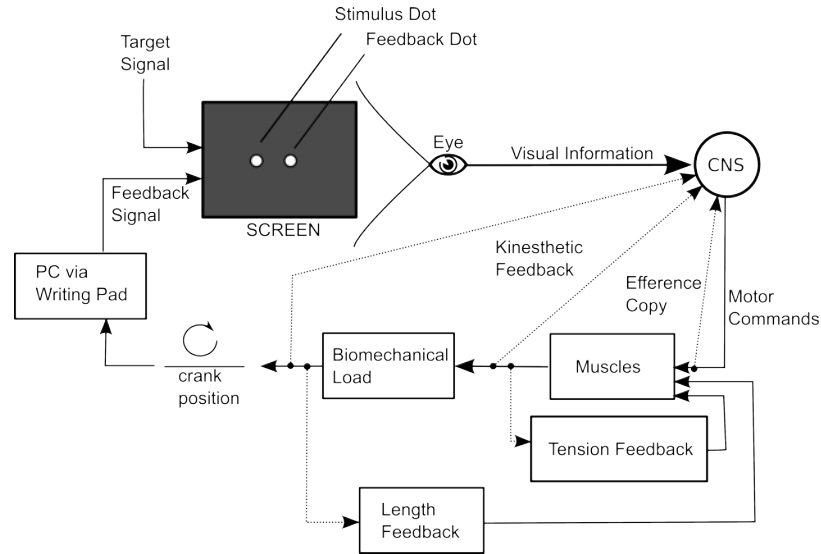 Stimulus Dot
Feedback Dot
Target
Signal
Eye
Visual Information
CNS
Feedback
Signal
SCREEN
Kinesthetic
Feedback
PC via
Writing Pad
Efference
Copy
Motor
Commands
Biomechanical
Load
Muscles
crank
position
Tension Feedback
Length
Feedback